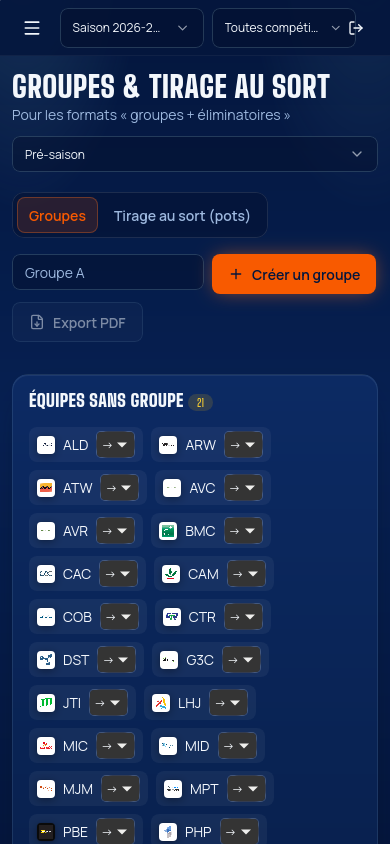 Saison 2026-2... Toutes compéti...
GROUPES & TIRAGE AU SORT
Pour les formats « groupes + éliminatoires »
Pré-saison
Groupes Tirage au sort (pots)
Groupe A + Créer un groupe
Export PDF
ÉQUIPES SANS GROUPE 21
ALD → ARW →
ATW → AVC →
AVR → BMC →
CAC → CAM →
COB → CTR →
DST → G3C →
JTI → LHJ →
MIC → MID →
MJM → MPT →
PBE → PHP →